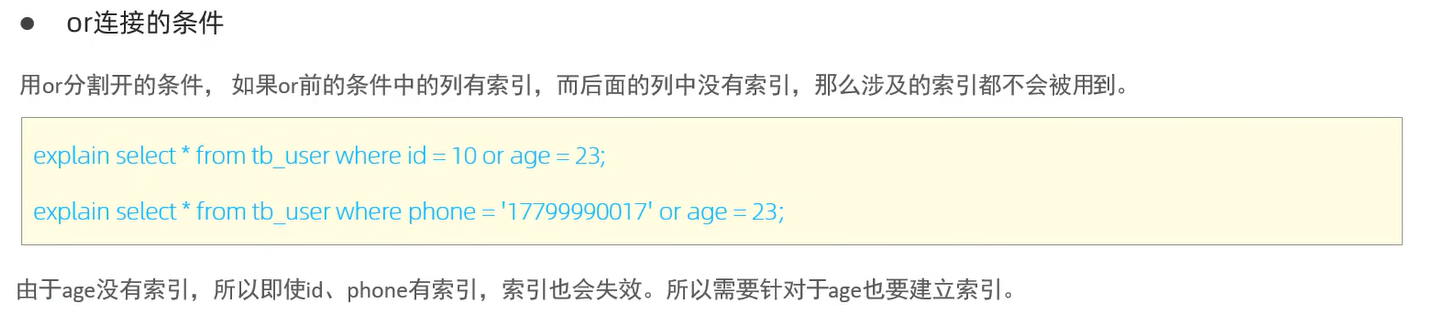 ● or连接的条件
用or分割开的条件， 如果or前的条件中的列有索引，而后面的列中没有索引，那么涉及的索引都不会被用到。
explain select * from tb_user where id = 10 or age = 23;
explain select * from tb_user where phone = '17799990017' or age = 23;
由于age没有索引，所以即使id、phone有索引，索引也会失效。所以需要针对于age也要建立索引。